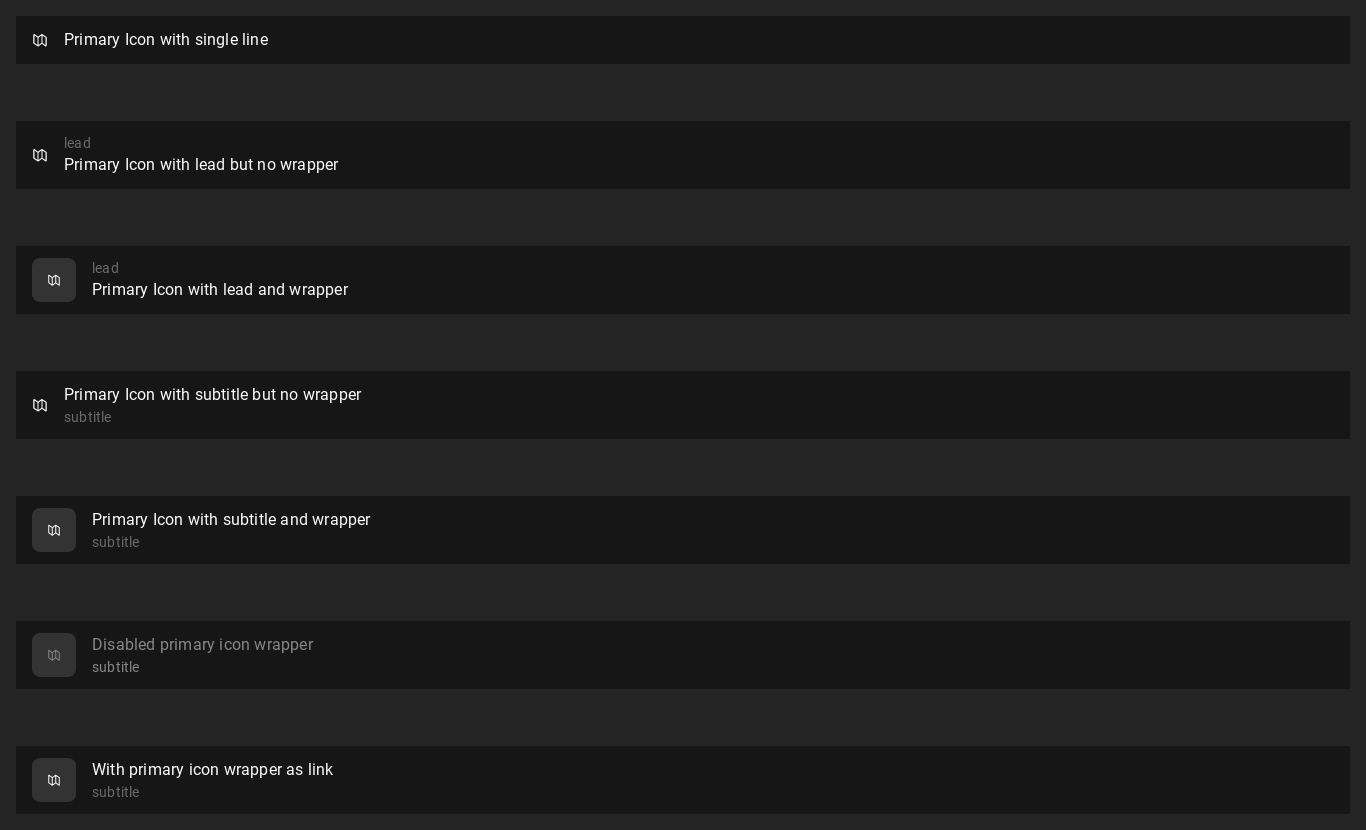 Primary Icon with single line
lead
Primary Icon with lead but no wrapper
lead
Primary Icon with lead and wrapper
Primary Icon with subtitle but no wrapper
subtitle
Primary Icon with subtitle and wrapper
subtitle
Disabled primary icon wrapper
subtitle
With primary icon wrapper as link
subtitle